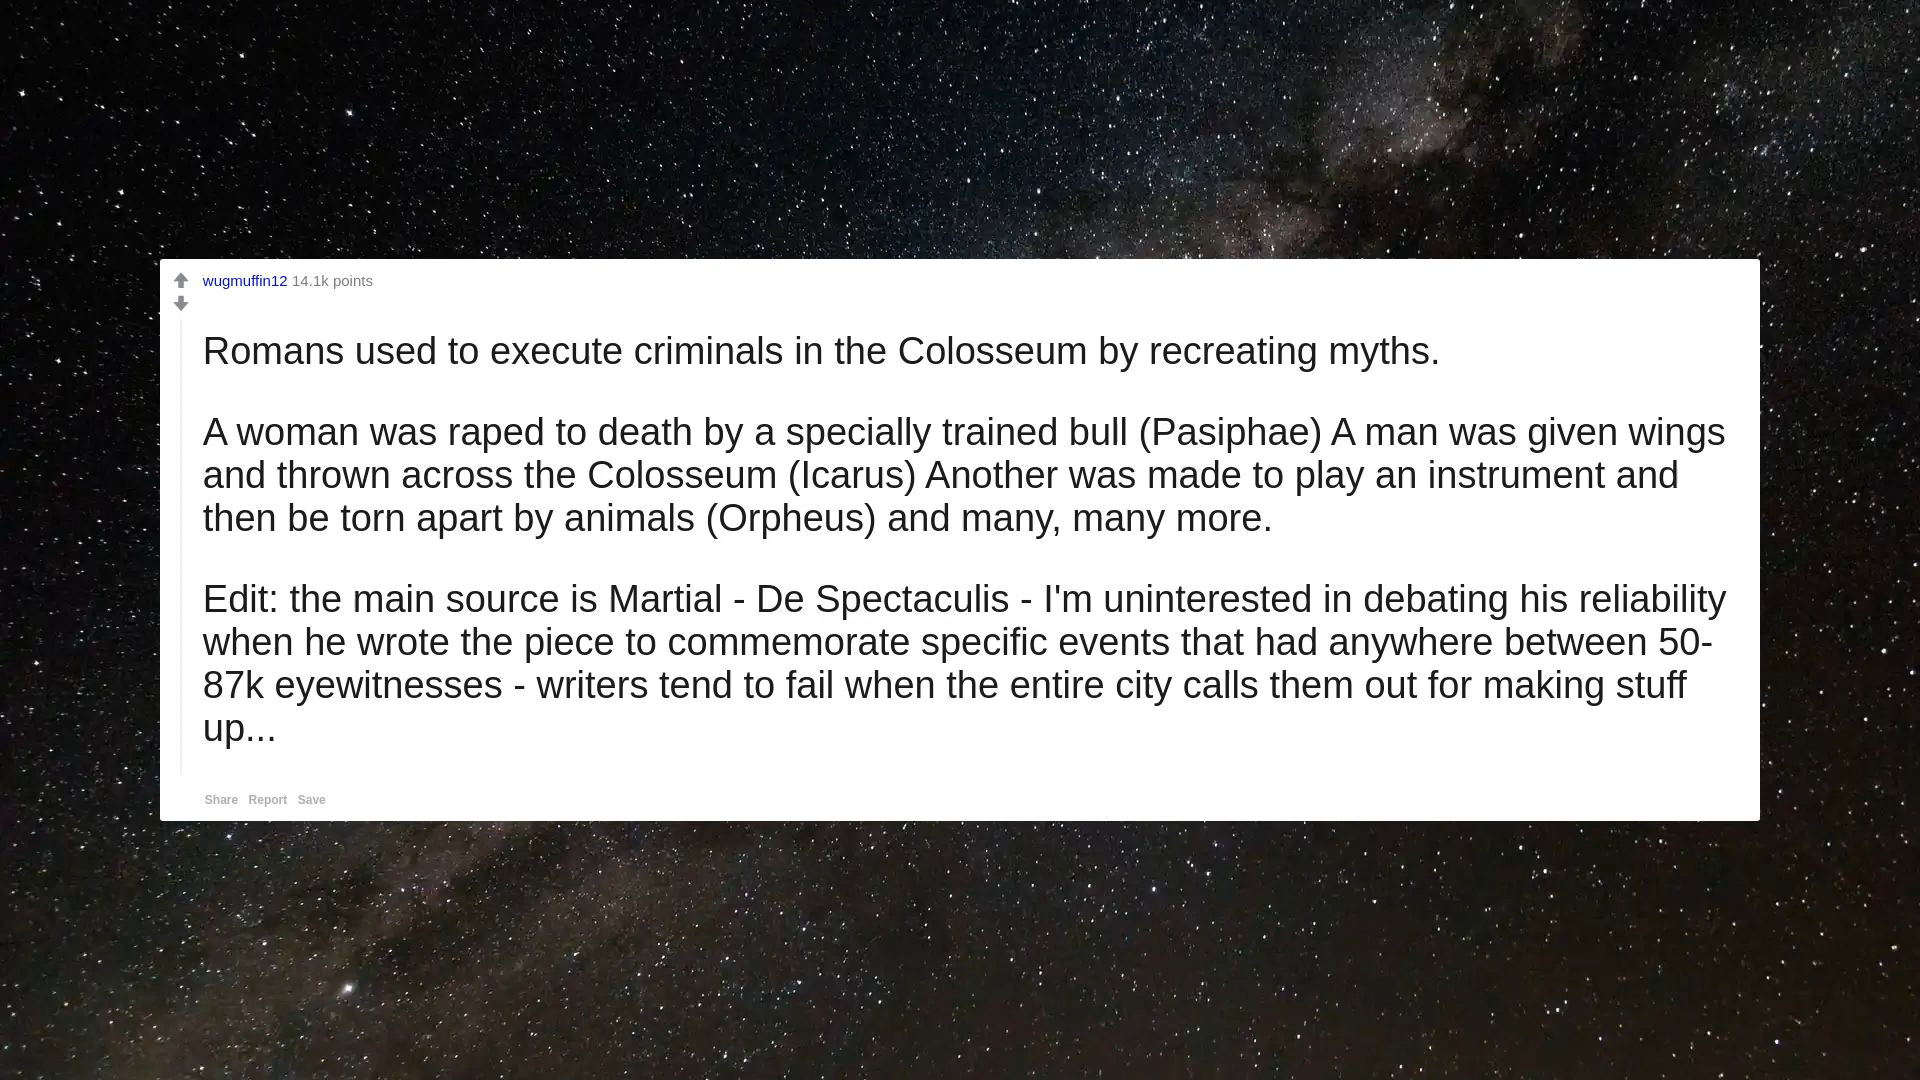 wugmuffin12 14.1k points
Romans used to execute criminals in the Colosseum by recreating myths.
A woman was raped to death by a specially trained bull (Pasiphae) A man was given wings
and thrown across the Colosseum (Icarus) Another was made to play an instrument and
then be torn apart by animals (Orpheus) and many, many more.
Edit: the main source is Martial - De Spectaculis - I'm uninterested in debating his reliability
when he wrote the piece to commemorate specific events that had anywhere between 50-
87k eyewitnesses - writers tend to fail when the entire city calls them out for making stuff
up...
Share Report Save